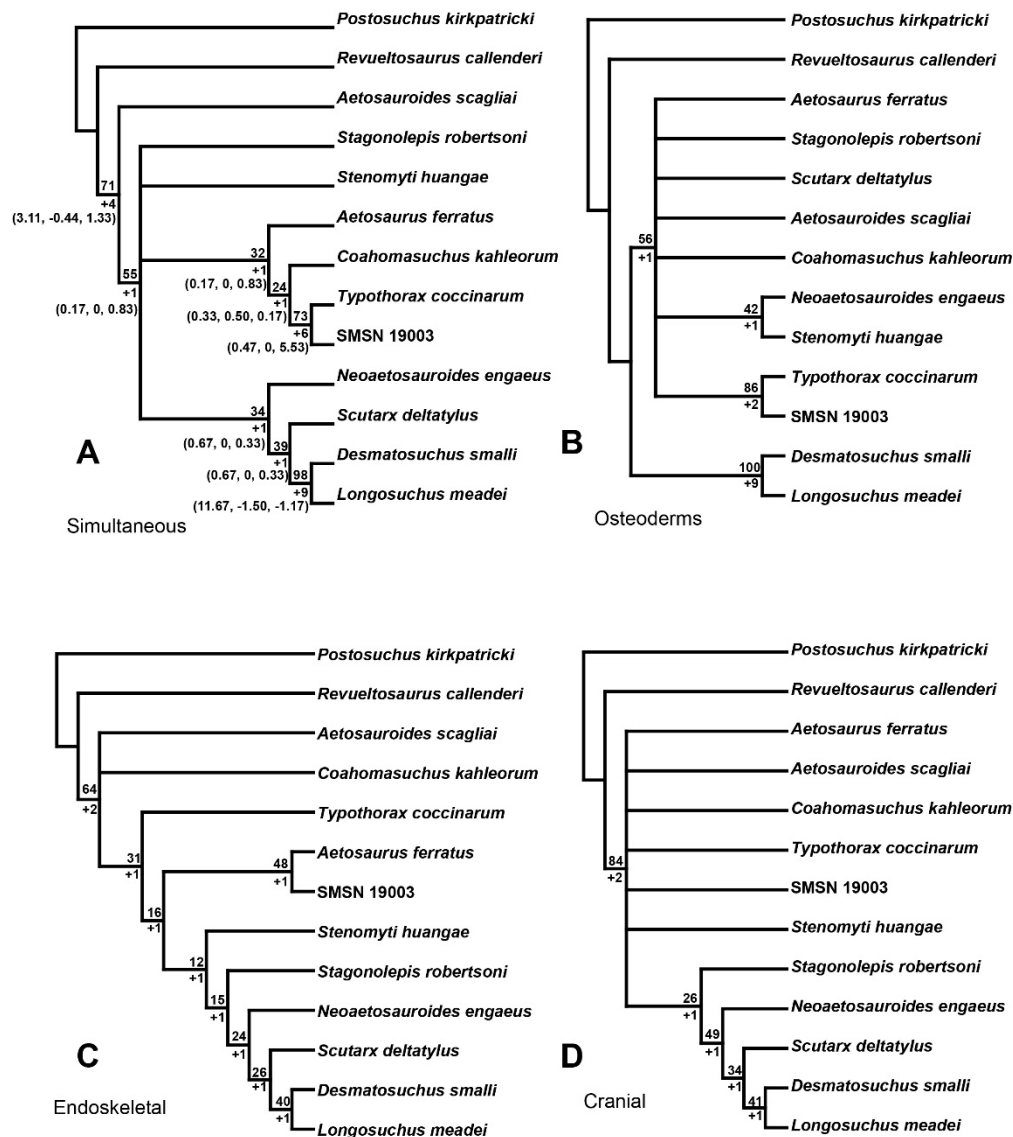 Postosuchus kirkpatricki
Revueltosaurus callenderi
Aetosauroides scagliai
Stagonolepis robertsoni
71
+4
(3.11, -0.44, 1.33)
Stenomyti huangae
Aetosaurus ferratus
32
+1
(0.17, 0, 0.83)
Coahomasuchus kahleorum
55
+1
(0.17, 0, 0.83)
24
+1
(0.33, 0.50, 0.17)
Typothorax coccinarum
73
+6
(0.47, 0, 5.53)
SMSN 19003
Neoaetosauroides engaeus
34
+1
(0.67, 0, 0.33)
Scutarx deltatylus
39
+1
(0.67, 0, 0.33)
Desmatosuchus smalli
98
+9
(11.67, -1.50, -1.17)
Longosuchus meadei
A
Simultaneous
Postosuchus kirkpatricki
Revueltosaurus callenderi
Aetosaurus ferratus
Stagonolepis robertsoni
Scutarx deltatylus
Aetosauroides scagliai
56
+1
Coahomasuchus kahleorum
Neoaetosauroides engaeus
42
+1
Stenomyti huangae
Typothorax coccinarum
86
+2
SMSN 19003
Desmatosuchus smalli
100
+9
Longosuchus meadei
B
Osteoderms
Postosuchus kirkpatricki
Revueltosaurus callenderi
Aetosauroides scagliai
Coahomasuchus kahleorum
64
+2
Typothorax coccinarum
31
+1
Aetosaurus ferratus
48
+1
SMSN 19003
16
+1
Stenomyti huangae
12
+1
Stagonolepis robertsoni
15
+1
Neoaetosauroides engaeus
24
+1
Scutarx deltatylus
26
+1
Desmatosuchus smalli
40
+1
Longosuchus meadei
C
Endoskeletal
Postosuchus kirkpatricki
Revueltosaurus callenderi
Aetosaurus ferratus
Aetosauroides scagliai
Coahomasuchus kahleorum
Typothorax coccinarum
84
+2
SMSN 19003
Stenomyti huangae
Stagonolepis robertsoni
26
+1
Neoaetosauroides engaeus
49
+1
Scutarx deltatylus
34
+1
Desmatosuchus smalli
41
+1
Longosuchus meadei
D
Cranial